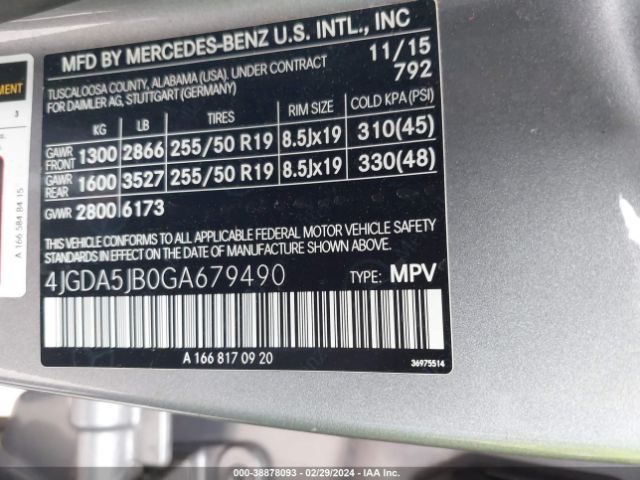 MFD BY MERCEDES-BENZ U.S. INTL., INC
TUSCALOOSA COUNTY, ALABAMA (USA). UNDER CONTRACT 11/15
FOR DAIMLER AG, STUTTGART (GERMANY) 792
KG LB TIRES RIM SIZE COLD KPA(PSI)
GAWR FRONT 1300 2866 255/50 R19 8.5Jx19 310(45)
GAWR REAR 1600 3527 255/50 R19 8.5Jx19 330(48)
GVWR 2800 6173
THIS VEHICLE CONFORMS TO ALL APPLICABLE FEDERAL MOTOR VEHICLE SAFETY
STANDARDS IN EFFECT ON THE DATE OF MANUFACTURE SHOWN ABOVE.
4JGDA5JB0GA679490 TYPE: MPV
A 166 817 09 20
36975514
MENT
3
A 166 584 84 15
000-38878093 - 02/29/2024 - IAA Inc.